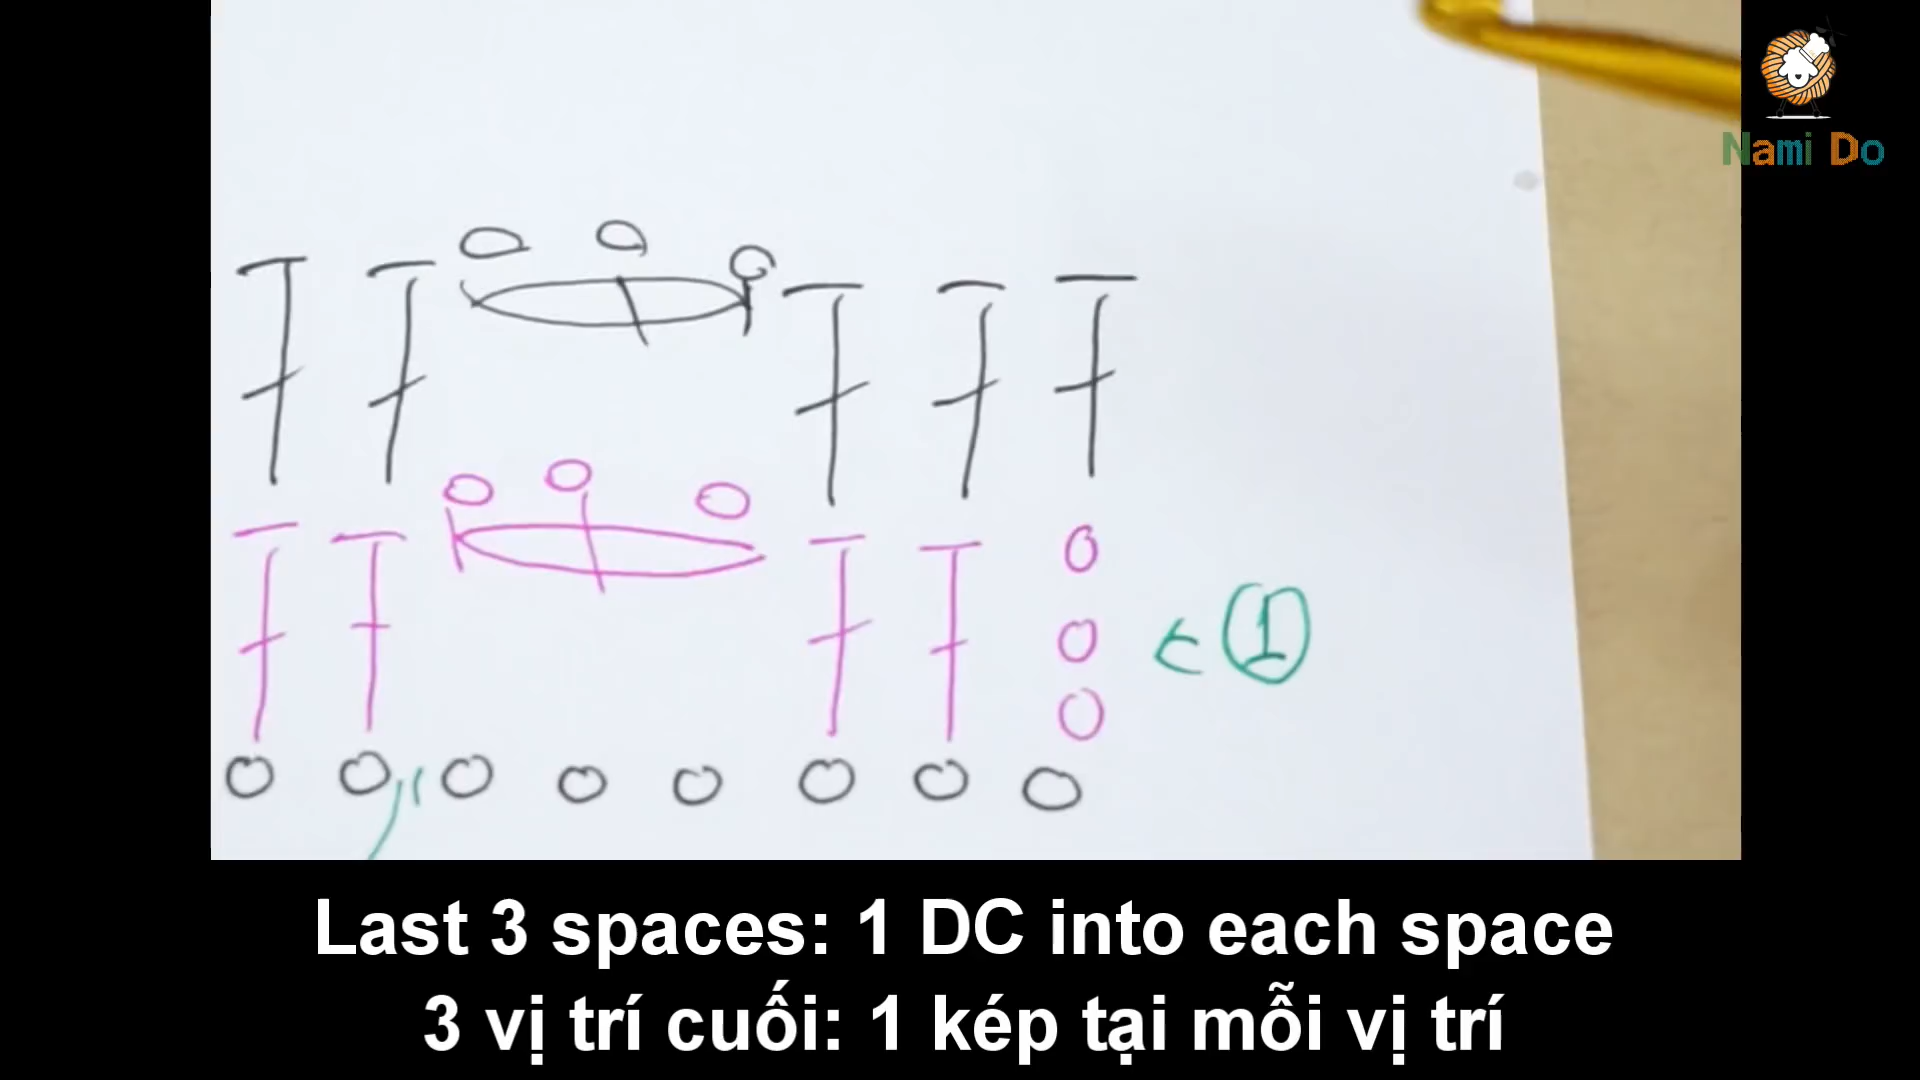 Nami Do
1
Last 3 spaces: 1 DC into each space
3 vị trí cuối: 1 kép tại mỗi vị trí